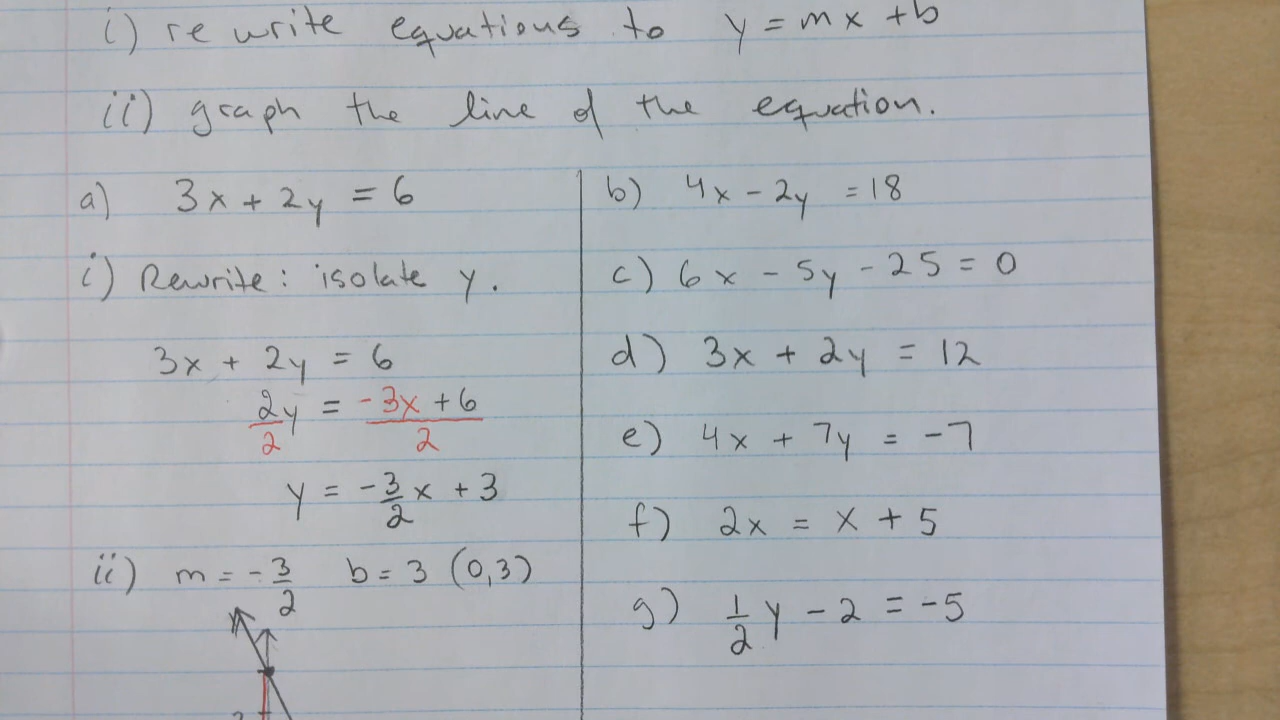 i) rewrite equations to y = mx + b
ii) graph the line of the equation.
a) 3x + 2y = 6
i) Rewrite: isolate y.
3x + 2y = 6
2y/2 = (-3x + 6)/2
y = -3/2 x + 3
ii) m = -3/2 b = 3 (0,3)
b) 4x - 2y = 18
c) 6x - 5y - 25 = 0
d) 3x + 2y = 12
e) 4x + 7y = -7
f) 2x = x + 5
g) 1/2 y - 2 = -5